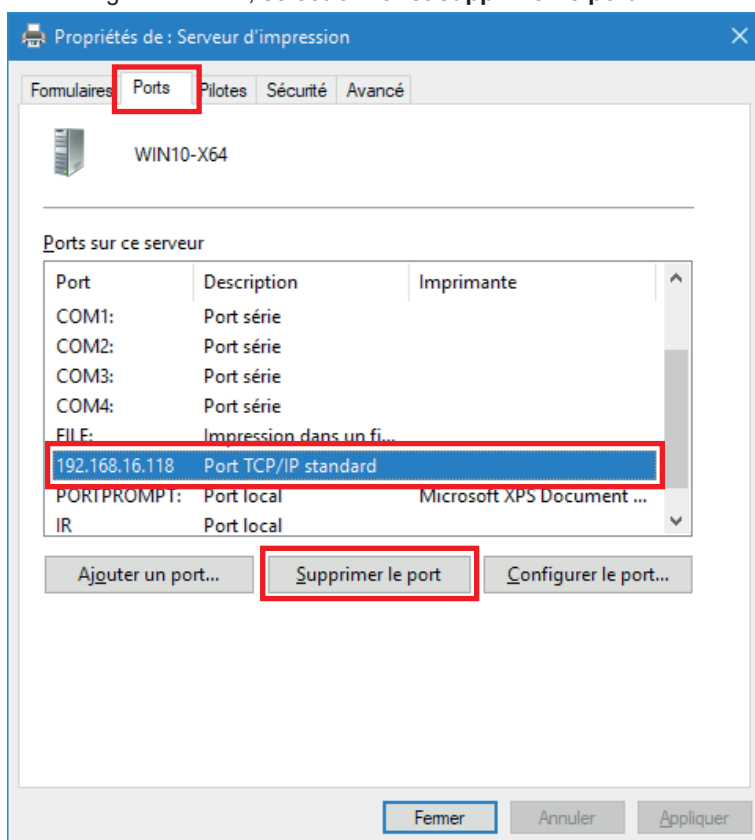 Propriétés de : Serveur d'impression
Formulaires Ports Pilotes Sécurité Avancé
WIN10-X64
Ports sur ce serveur
Port Description Imprimante
COM1: Port série
COM2: Port série
COM3: Port série
COM4: Port série
FILE: Impression dans un fi...
192.168.16.118 Port TCP/IP standard
PORTPROMPT: Port local Microsoft XPS Document ...
IR Port local
Ajouter un port... Supprimer le port Configurer le port...
Fermer Annuler Appliquer